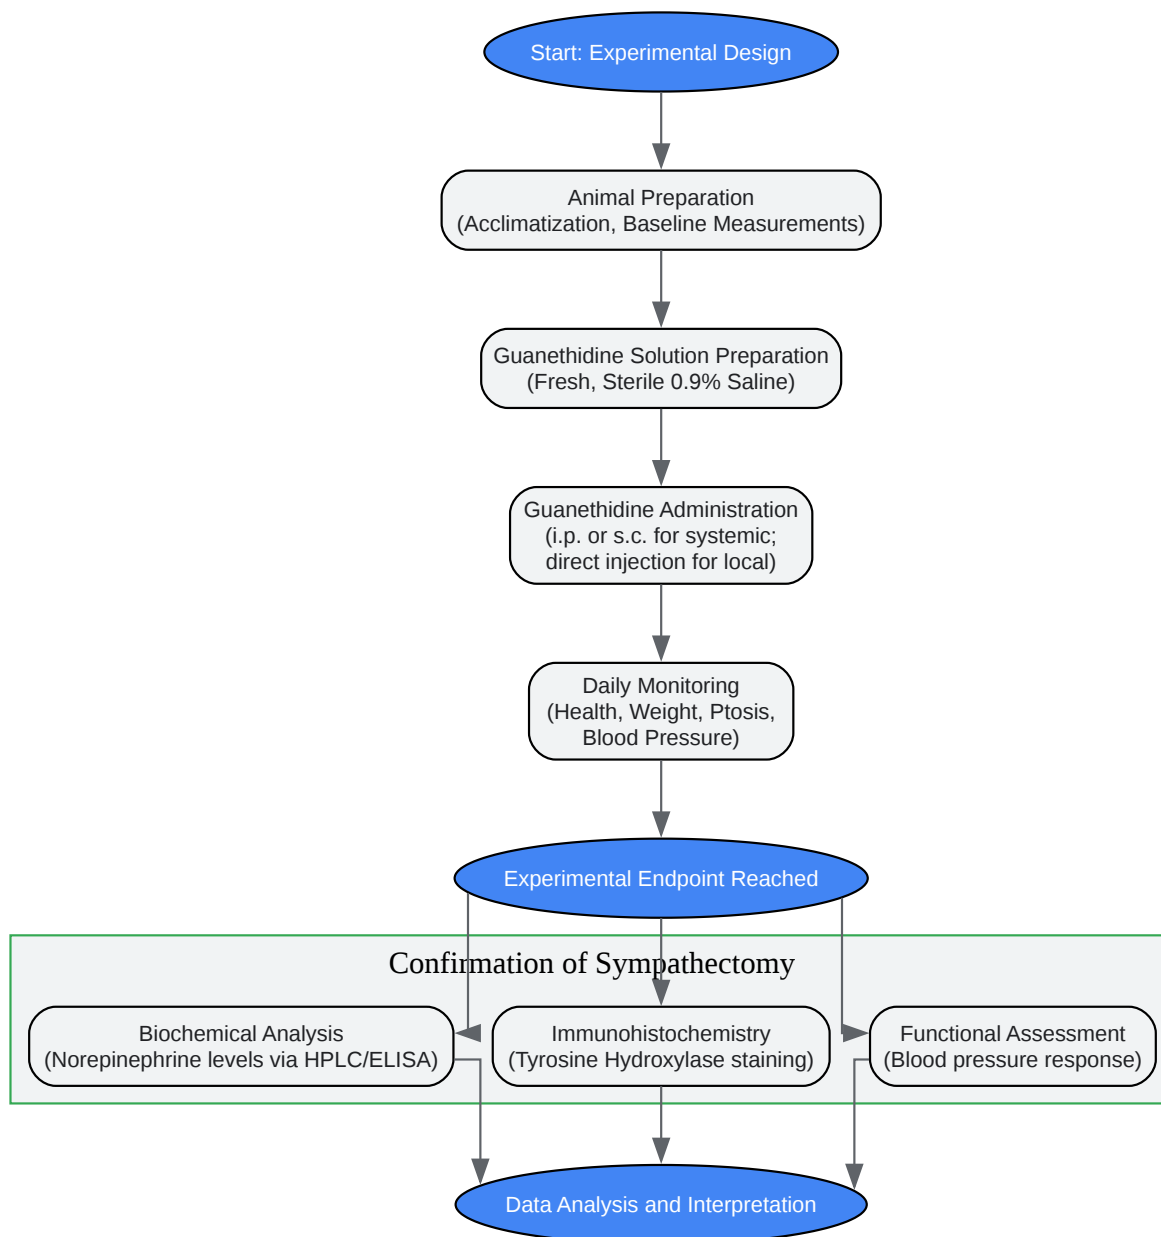 Start: Experimental Design
Animal Preparation
(Acclimatization, Baseline Measurements)
Guanethidine Solution Preparation
(Fresh, Sterile 0.9% Saline)
Guanethidine Administration
(i.p. or s.c. for systemic;
direct injection for local)
Daily Monitoring
(Health, Weight, Ptosis,
Blood Pressure)
Experimental Endpoint Reached
Confirmation of Sympathectomy
Biochemical Analysis
(Norepinephrine levels via HPLC/ELISA)
Immunohistochemistry
(Tyrosine Hydroxylase staining)
Functional Assessment
(Blood pressure response)
Data Analysis and Interpretation